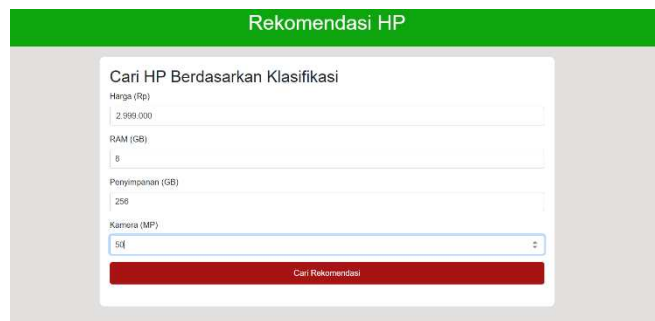 Rekomendasi HP
Cari HP Berdasarkan Klasifikasi
Harga (Rp)
2.999.000
RAM (GB)
8
Penyimpanan (GB)
256
Kamera (MP)
50
Cari Rekomendasi